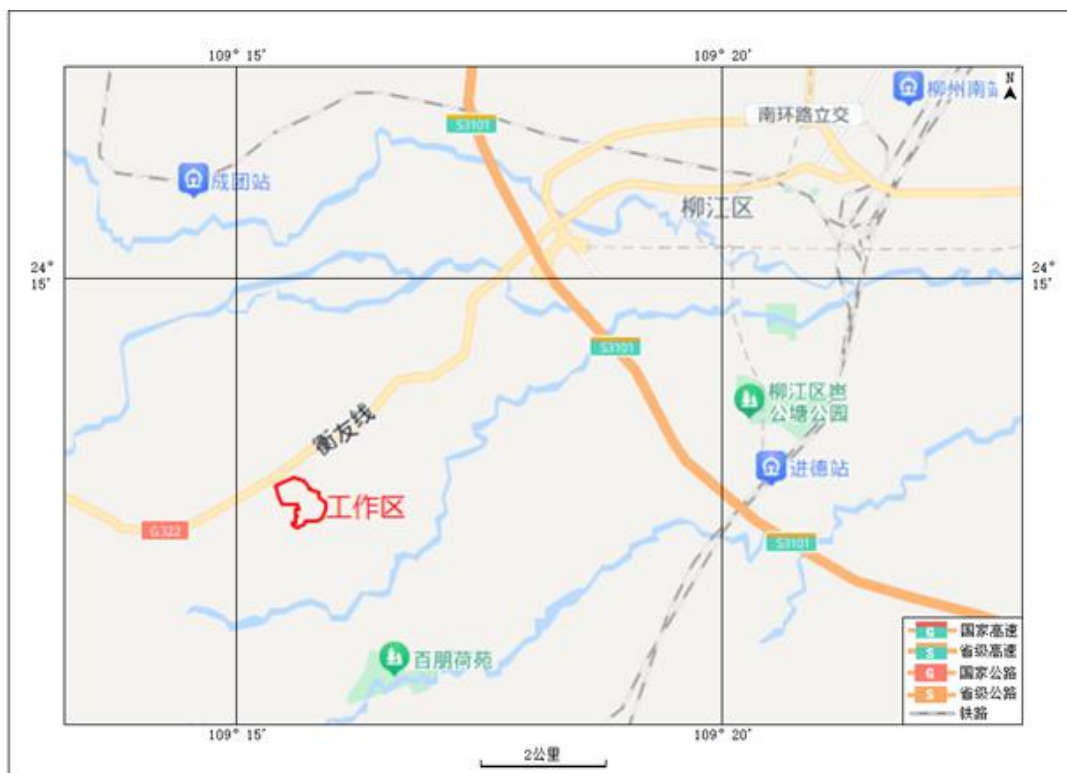 109° 15′
109° 20′
N
柳州南站
S3101
南环路立交
成团站
柳江区
24°
15′
24°
15′
S3101
柳江区岜
公塘公园
衡友线
进德站
工作区
G322
S3101
百朋荷苑
G 国家高速
S 省级高速
G 国家公路
S 省级公路
铁路
109° 15′
109° 20′
2公里